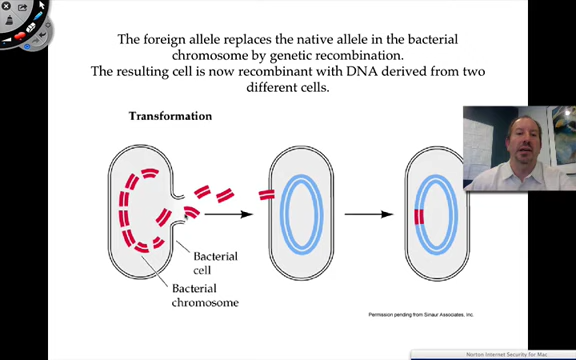 The foreign allele replaces the native allele in the bacterial
chromosome by genetic recombination.
The resulting cell is now recombinant with DNA derived from two
different cells.
Transformation
Bacterial
cell
Bacterial
chromosome
Permission pending from Sinaur Associates, Inc.
Norton Internet Security for Mac